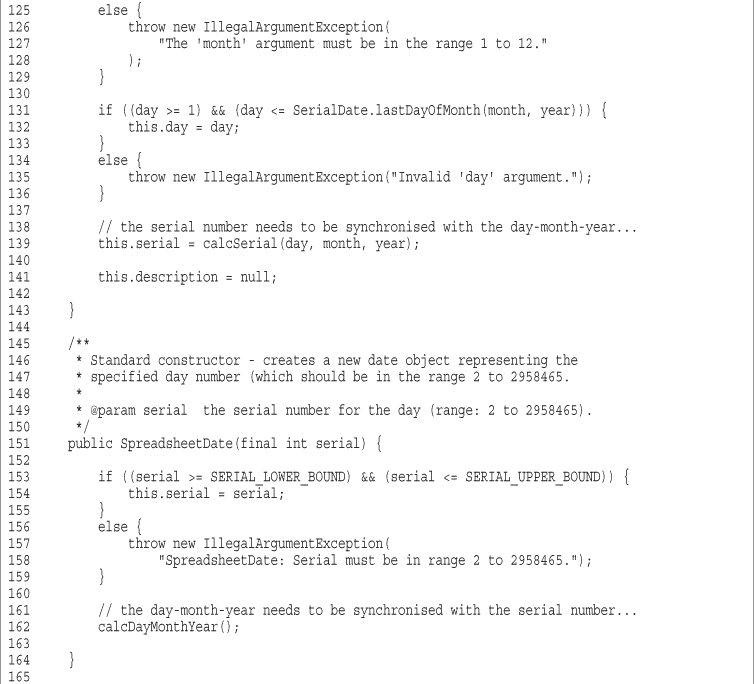 125         else {
126             throw new IllegalArgumentException(
127                 "The 'month' argument must be in the range 1 to 12."
128             );
129         }
130
131         if ((day >= 1) && (day <= SerialDate.lastDayOfMonth(month, year))) {
132             this.day = day;
133         }
134         else {
135             throw new IllegalArgumentException("Invalid 'day' argument.");
136         }
137
138         // the serial number needs to be synchronised with the day-month-year...
139         this.serial = calcSerial(day, month, year);
140
141         this.description = null;
142
143     }
144
145     /**
146      * Standard constructor - creates a new date object representing the
147      * specified day number (which should be in the range 2 to 2958465.
148      *
149      * @param serial  the serial number for the day (range: 2 to 2958465).
150      */
151     public SpreadsheetDate(final int serial) {
152
153         if ((serial >= SERIAL_LOWER_BOUND) && (serial <= SERIAL_UPPER_BOUND)) {
154             this.serial = serial;
155         }
156         else {
157             throw new IllegalArgumentException(
158                 "SpreadsheetDate: Serial must be in range 2 to 2958465.");
159         }
160
161         // the day-month-year needs to be synchronised with the serial number...
162         calcDayMonthYear();
163
164     }
165